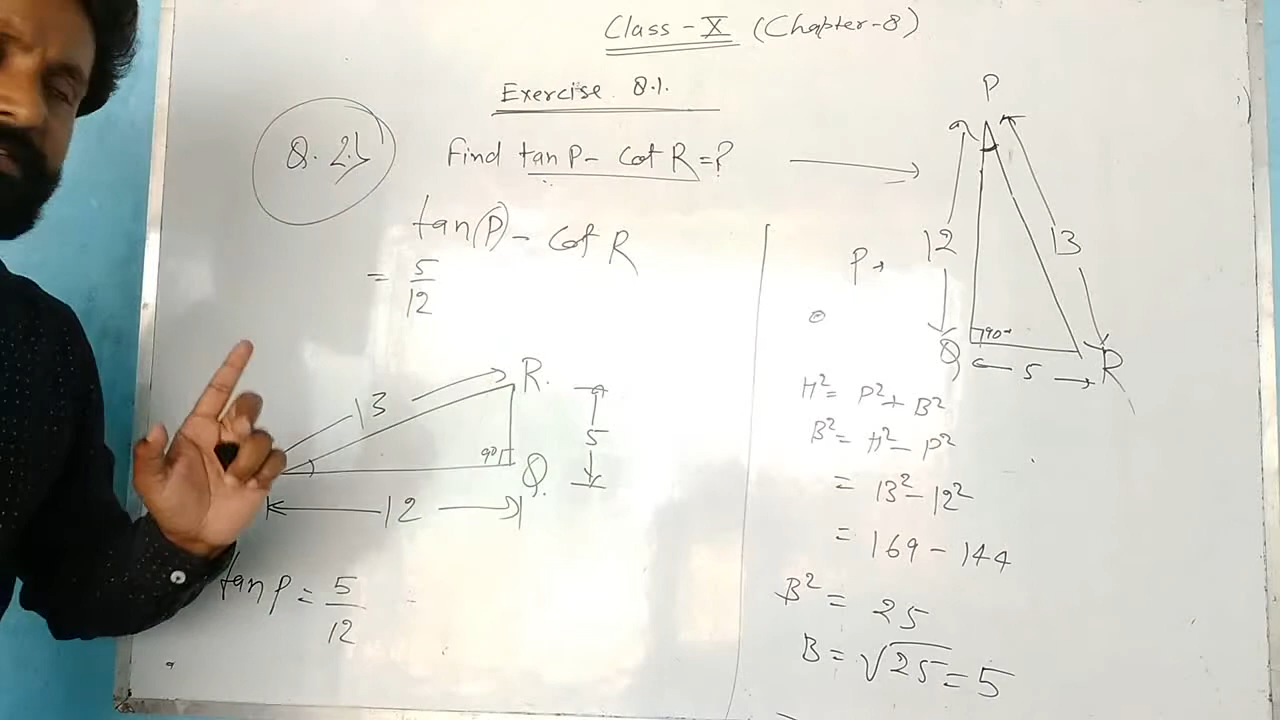 Class - X (Chapter-8)
Exercise 8.1.
Q. 2.}
Find tan P - Cot R = ?
tan(P) - Cot R
= 5/12
13
R.
5
90
Q.
12
tan P = 5/12
P
12
13
P →
90°
Q
5
R
H² = P² + B²
B² = H² - P²
= 13² - 12²
= 169 - 144
B² = 25
B = √25 = 5